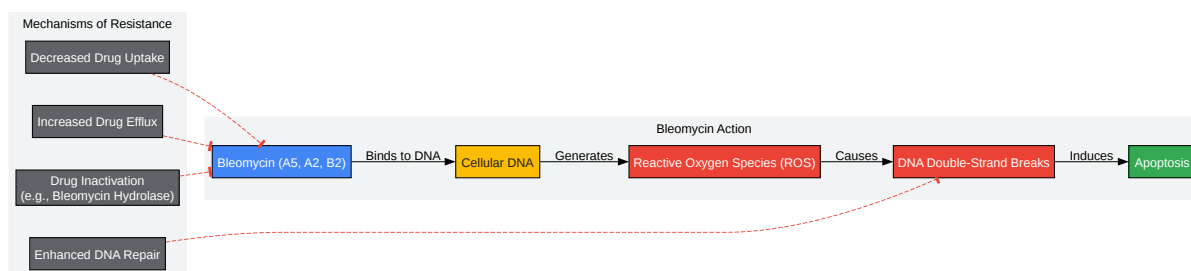 Mechanisms of Resistance
Decreased Drug Uptake
Increased Drug Efflux
Drug Inactivation
(e.g., Bleomycin Hydrolase)
Enhanced DNA Repair
Bleomycin Action
Bleomycin (A5, A2, B2)
Binds to DNA
Cellular DNA
Generates
Reactive Oxygen Species (ROS)
Causes
DNA Double-Strand Breaks
Induces
Apoptosis